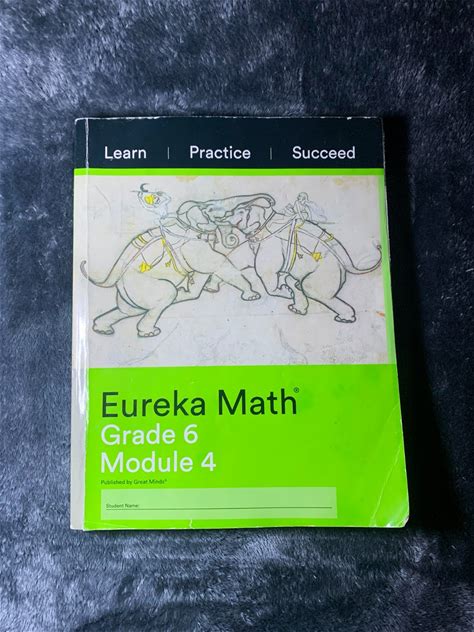 Learn | Practice | Succeed
Eureka Math®
Grade 6
Module 4
Published by Great Minds®
Student Name: